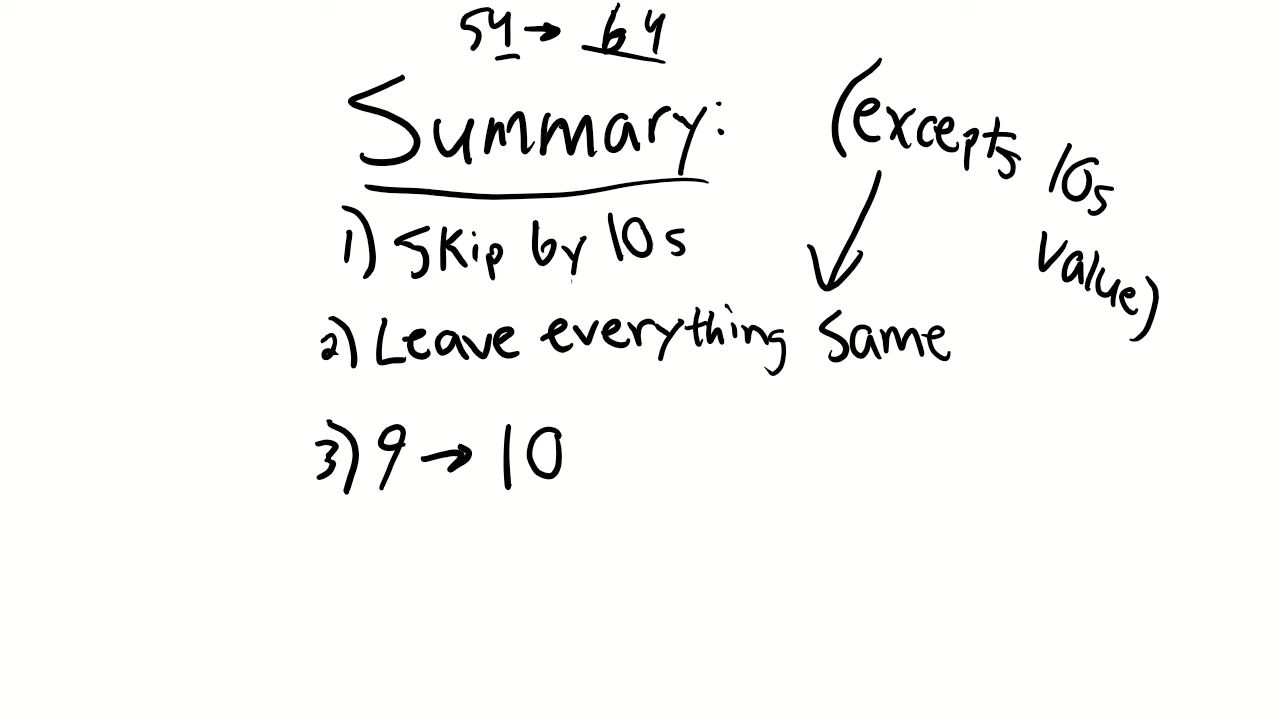 54 → 64
Summary:
(excepts 10s
value)
1) Skip by 10s
2) Leave everything same
3) 9 → 10